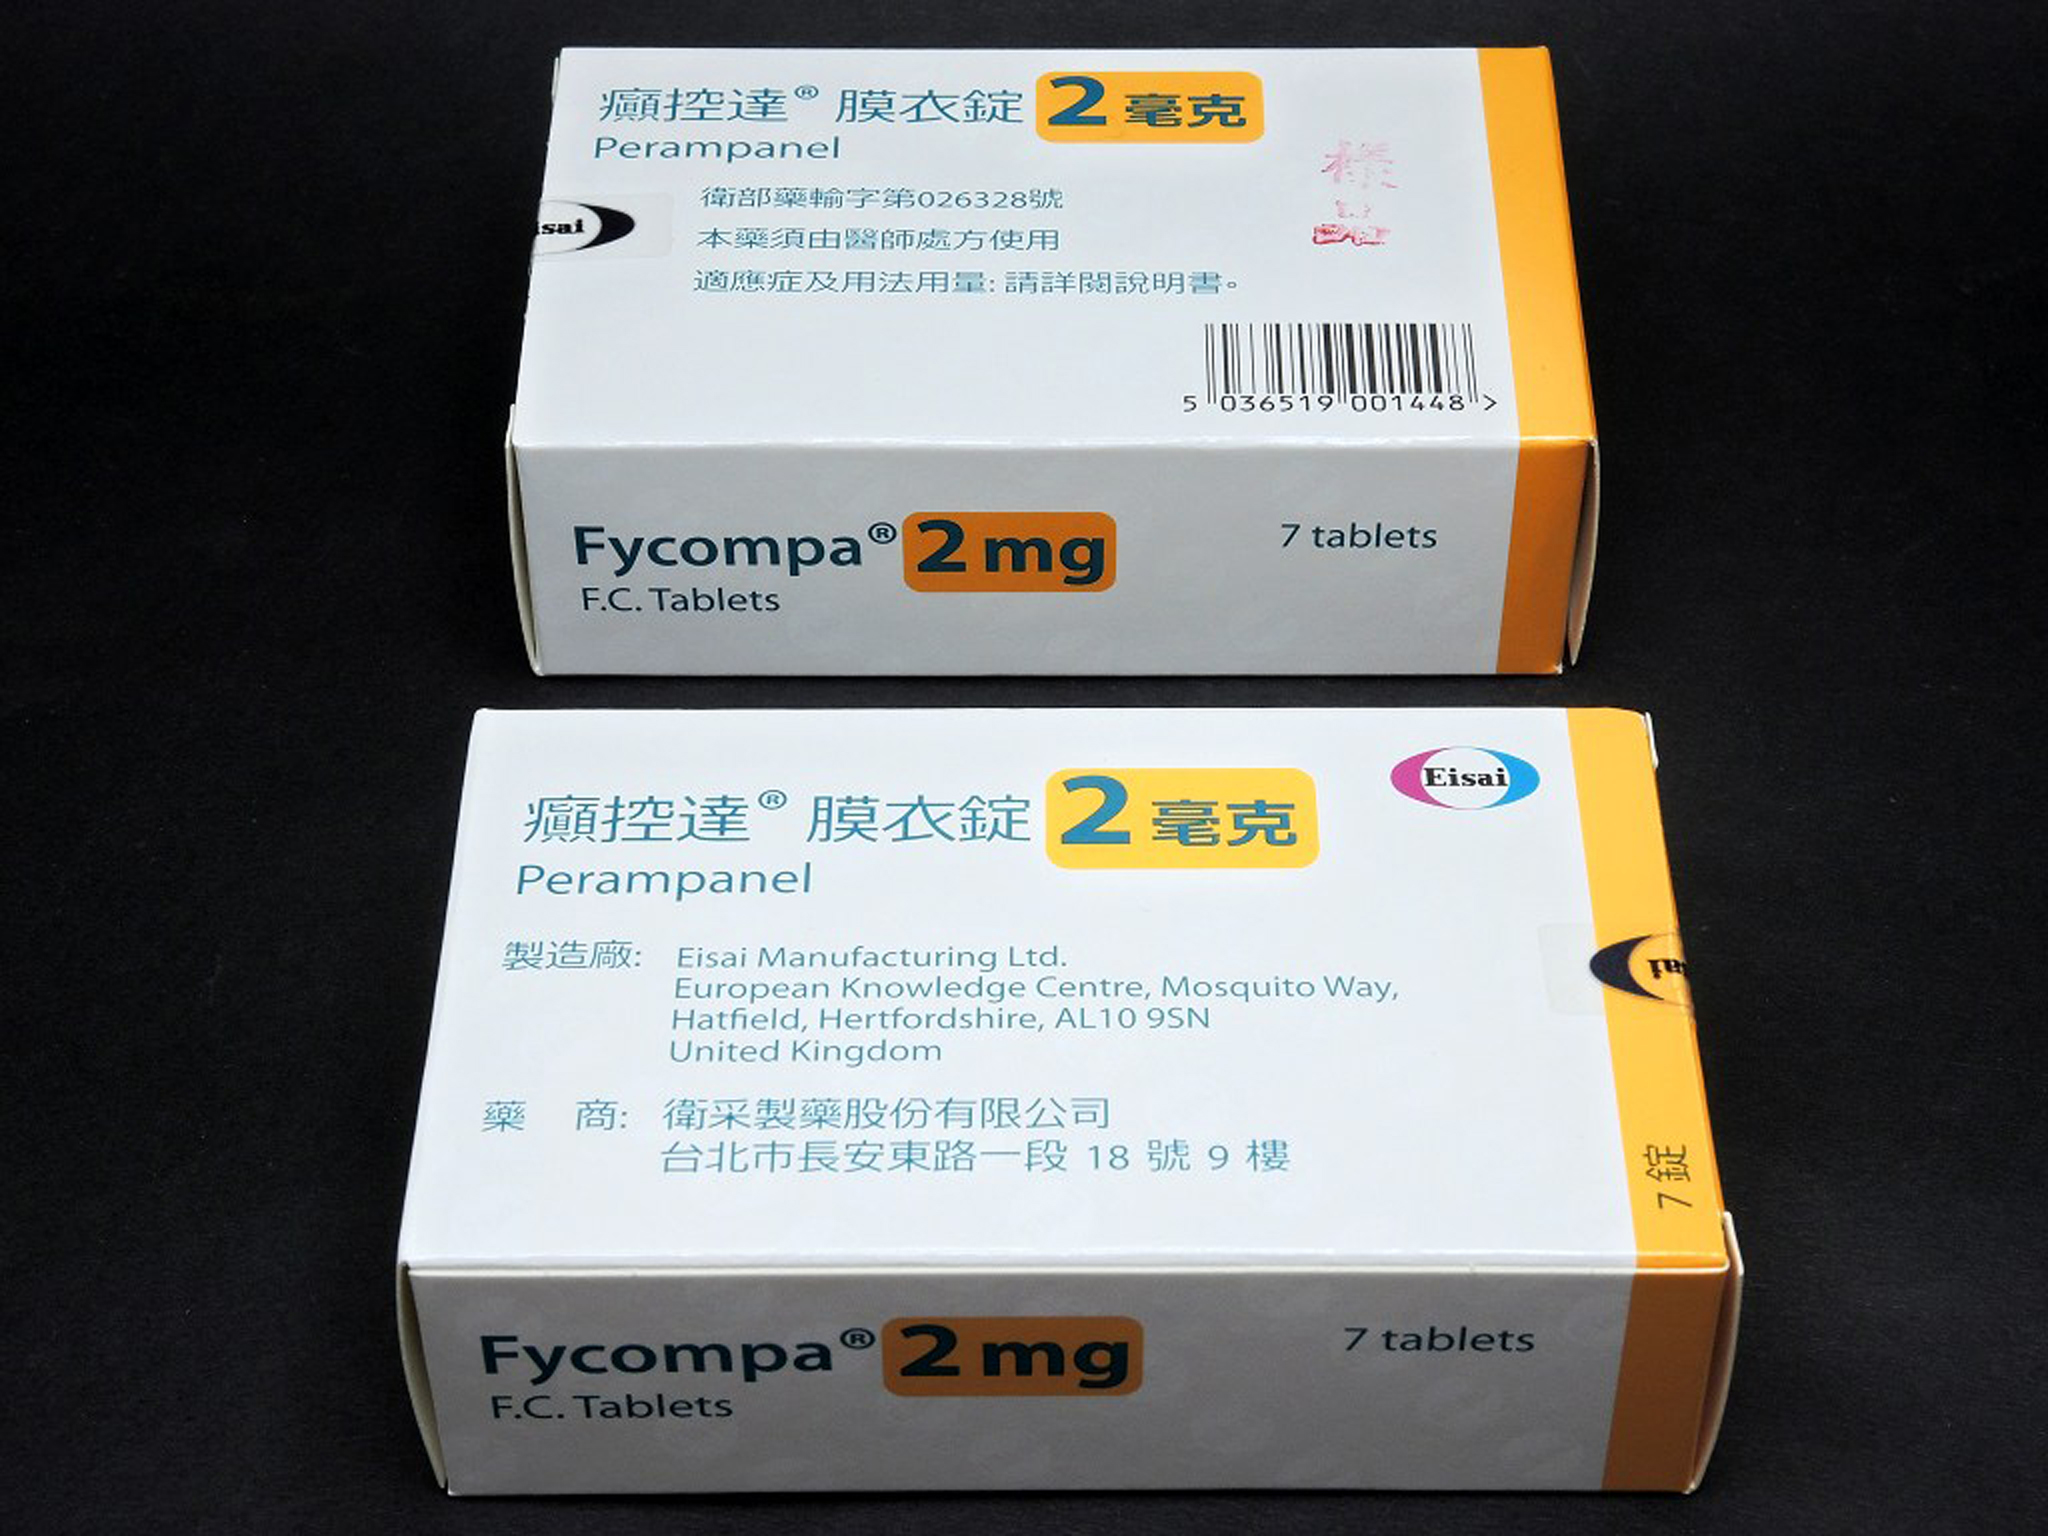 癲控達® 膜衣錠 2 毫克
Perampanel
衛部藥輸字第026328號
本藥須由醫師處方使用
適應症及用法用量: 請詳閱說明書。
樣品
5 036519 001448 >
Fycompa® 2 mg
7 tablets
F.C. Tablets
Eisai
癲控達® 膜衣錠 2 毫克
Perampanel
製造廠: Eisai Manufacturing Ltd.
European Knowledge Centre, Mosquito Way,
Hatfield, Hertfordshire, AL10 9SN
United Kingdom
藥 商: 衛采製藥股份有限公司
台北市長安東路一段 18 號 9 樓
7 錠
Fycompa® 2 mg
7 tablets
F.C. Tablets